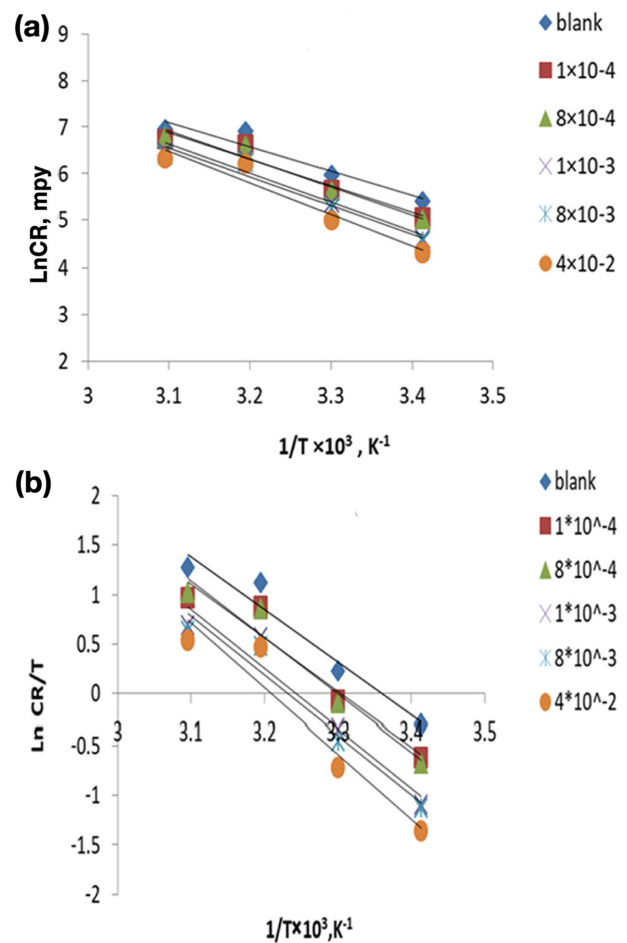 (a)
9
8
7
6
5
4
3
2
3 3.1 3.2 3.3 3.4 3.5
LnCR, mpy
1/T ×10³ , K⁻¹
blank
1×10-4
8×10-4
1×10-3
8×10-3
4×10-2
(b)
2
1.5
1
0.5
0
-0.5
-1
-1.5
-2
3 3.1 3.2 3.3 3.4 3.5
Ln CR/T
1/T×10³,K⁻¹
blank
1*10^-4
8*10^-4
1*10^-3
8*10^-3
4*10^-2